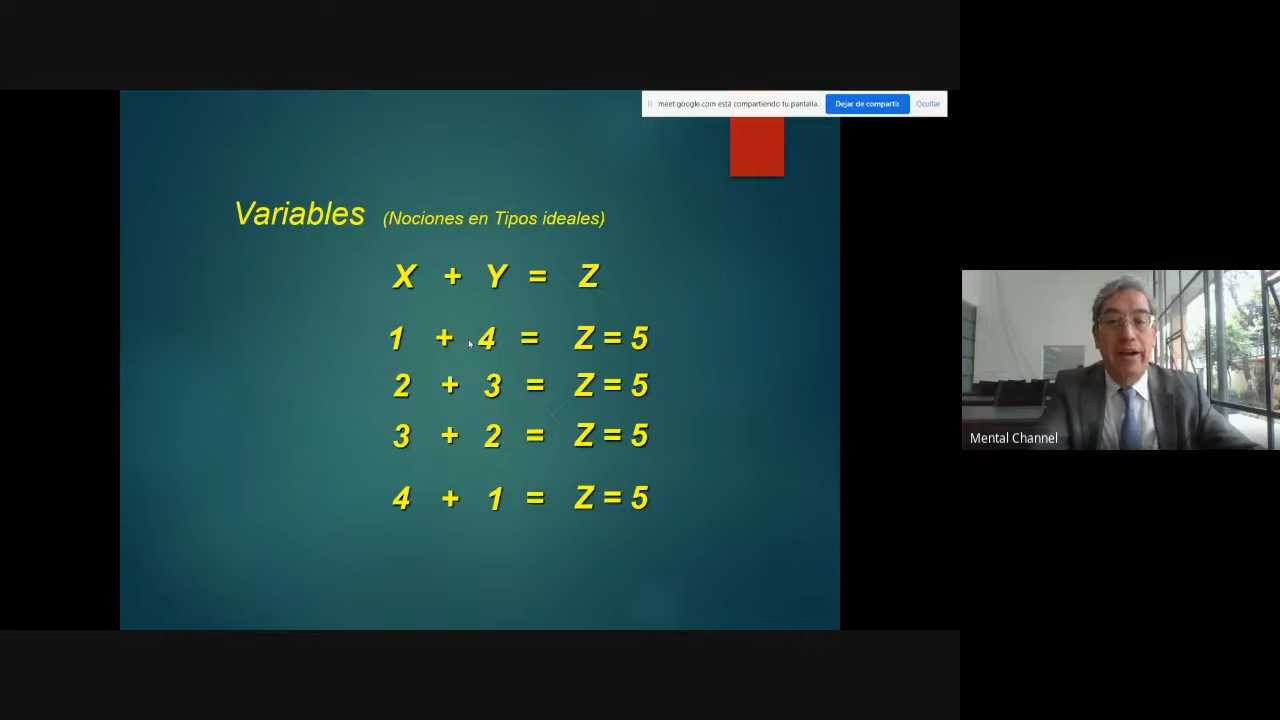 meet.google.com está compartiendo tu pantalla. Dejar de compartir Ocultar
Variables (Nociones en Tipos ideales)
X + Y = Z
1 + 4 = Z = 5
2 + 3 = Z = 5
3 + 2 = Z = 5
4 + 1 = Z = 5
Mental Channel